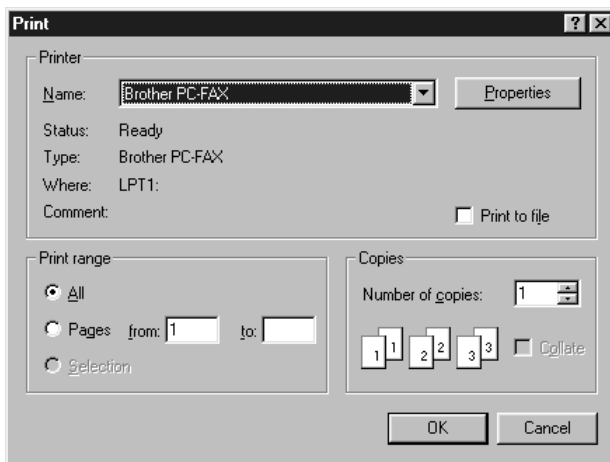 Print
Printer
Name: Brother PC-FAX Properties
Status: Ready
Type: Brother PC-FAX
Where: LPT1:
Comment: Print to file
Print range
All
Pages from: 1 to:
Selection
Copies
Number of copies: 1
1 1 2 2 3 3 Collate
OK Cancel